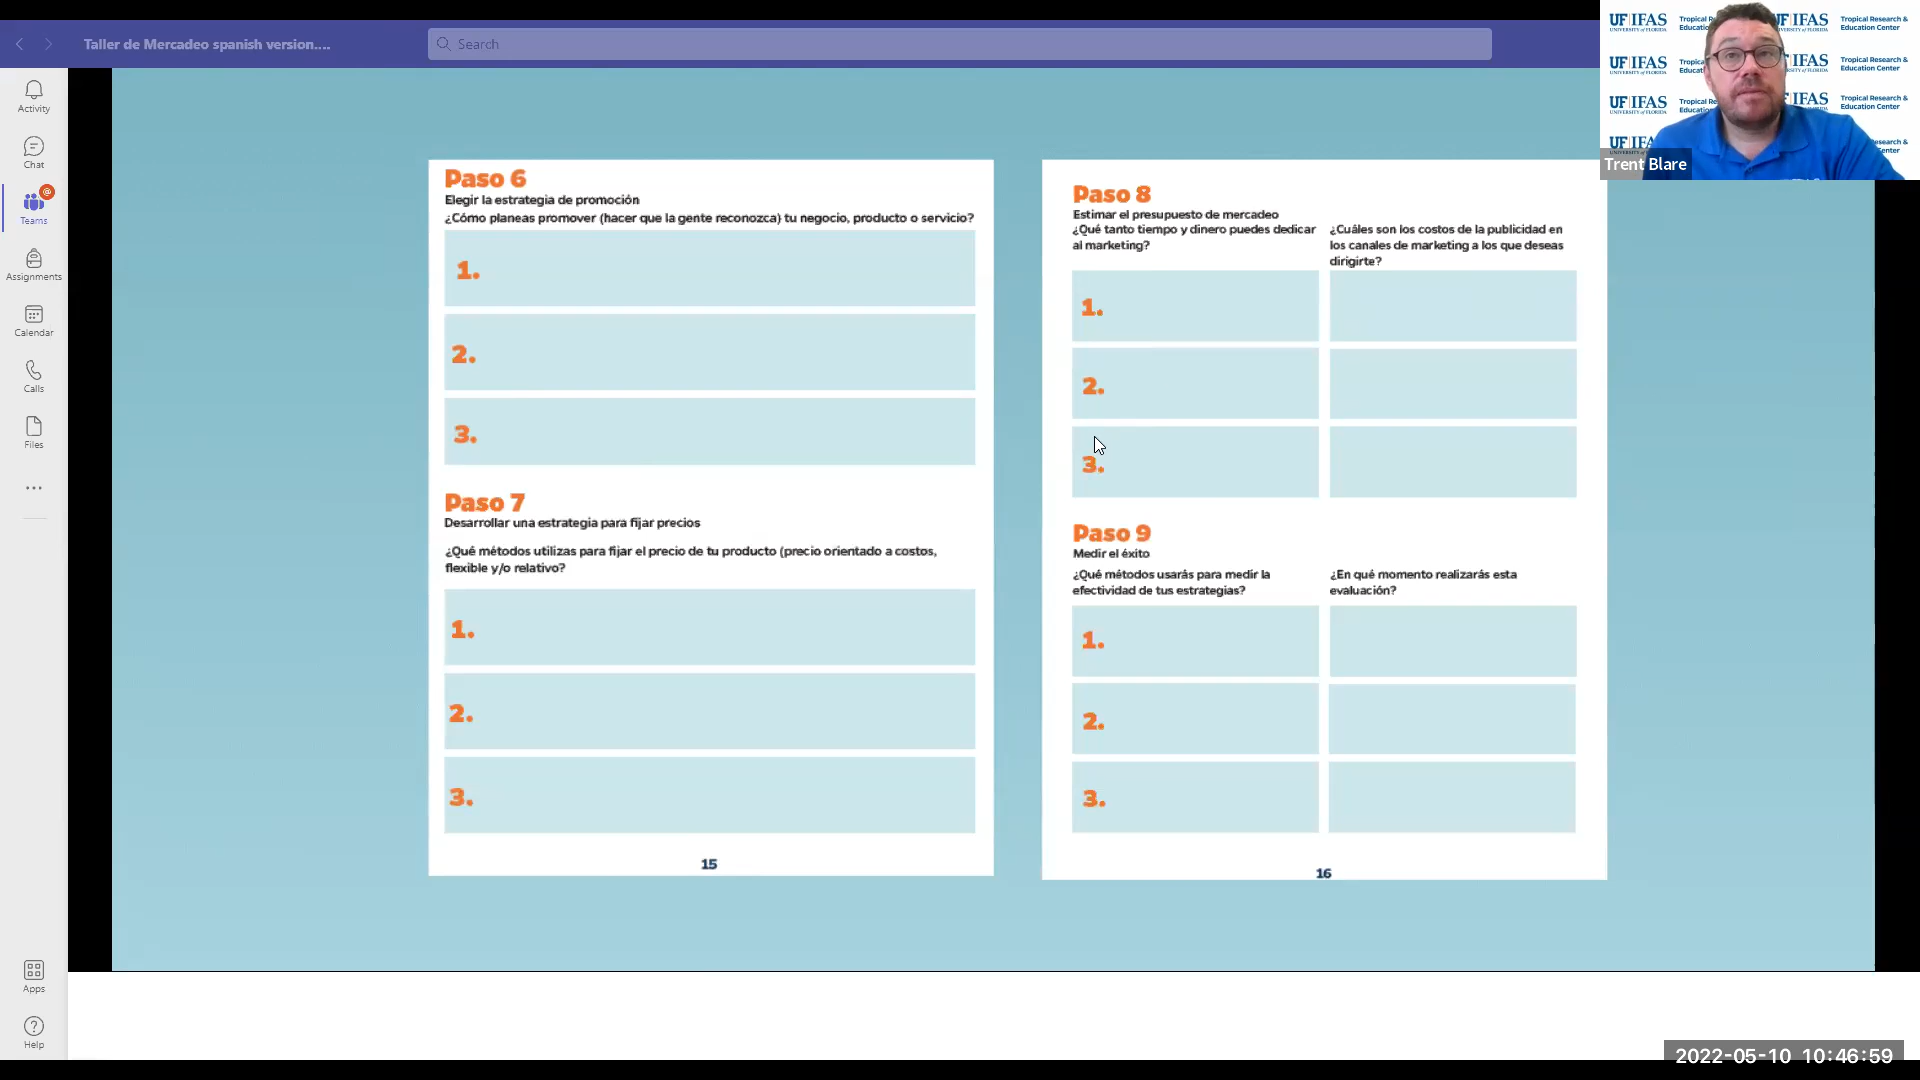 Taller de Mercadeo spanish version....
Search
Activity
Chat
Teams
Assignments
Calendar
Calls
Files
Apps
Help
Paso 6
Elegir la estrategia de promoción
¿Cómo planeas promover (hacer que la gente reconozca) tu negocio, producto o servicio?
1.
2.
3.
Paso 7
Desarrollar una estrategia para fijar precios
¿Qué métodos utilizas para fijar el precio de tu producto (precio orientado a costos,
flexible y/o relativo?
1.
2.
3.
15
Paso 8
Estimar el presupuesto de mercadeo
¿Qué tanto tiempo y dinero puedes dedicar
al marketing?
¿Cuáles son los costos de la publicidad en
los canales de marketing a los que deseas
dirigirte?
1.
2.
3.
Paso 9
Medir el éxito
¿Qué métodos usarás para medir la
efectividad de tus estrategias?
¿En qué momento realizarás esta
evaluación?
1.
2.
3.
16
UF|IFAS
UNIVERSITY of FLORIDA
Tropical Research &
Education Center
Trent Blare
2022-05-10 10:46:59